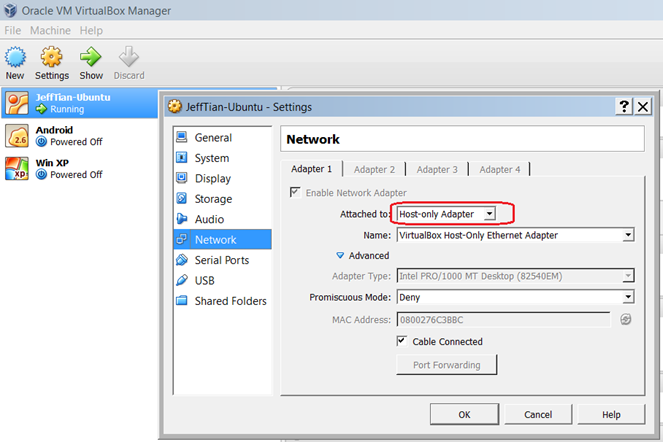 Oracle VM VirtualBox Manager
File Machine Help
New Settings Show Discard
JeffTian-Ubuntu
Running
Android
2.6 Powered Off
Win XP
xp Powered Off
JeffTian-Ubuntu - Settings
? X
General
System
Display
Storage
Audio
Network
Serial Ports
USB
Shared Folders
Network
Adapter 1 Adapter 2 Adapter 3 Adapter 4
Enable Network Adapter
Attached to: Host-only Adapter
Name: VirtualBox Host-Only Ethernet Adapter
Advanced
Adapter Type: Intel PRO/1000 MT Desktop (82540EM)
Promiscuous Mode: Deny
MAC Address: 0800276C3BBC
Cable Connected
Port Forwarding
OK Cancel Help